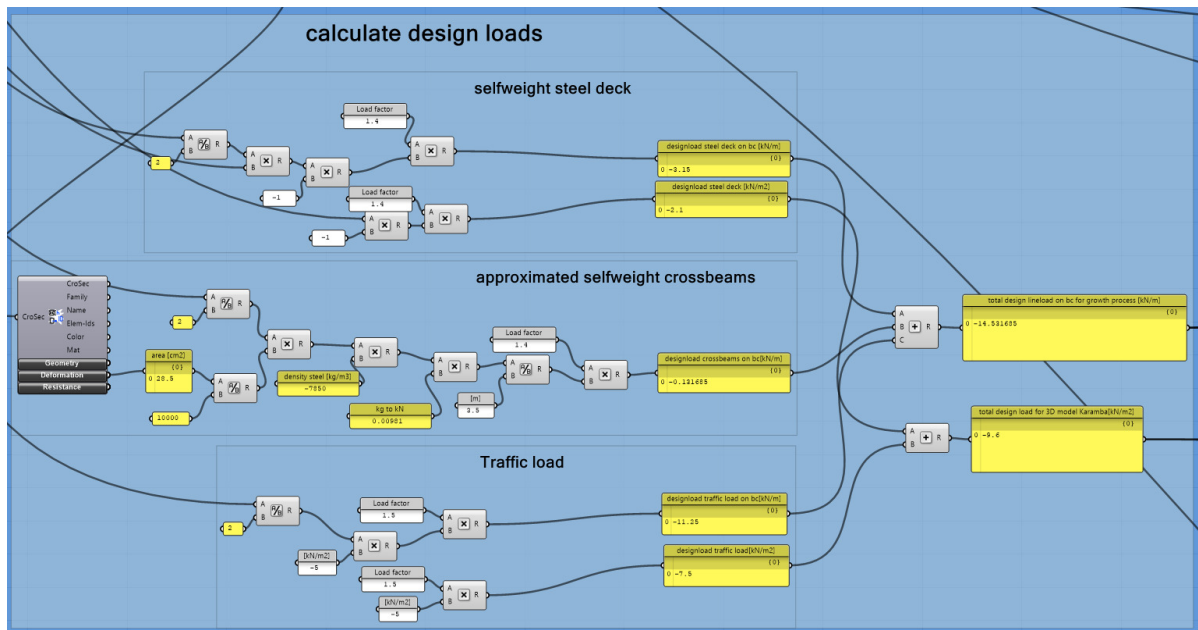 calculate design loads
selfweight steel deck
Load factor
1.4
A
B
R
2
A
B
R
A
B
R
A
B
R
-1
designload steel deck on bc [kN/m]
{0}
0 -3.15
Load factor
1.4
A
B
R
A
B
R
-1
designload steel deck [kN/m2]
{0}
0 -2.1
approximated selfweight crossbeams
CroSec
CroSec
Family
Name
Elem-Ids
Color
Mat
Geometry
Deformation
Resistance
A
B
R
2
area [cm2]
{0}
0 28.5
10000
A
B
R
A
B
R
density steel [kg/m3]
-7850
A
B
R
kg to kN
0.00981
A
B
R
[m]
3.5
A
B
R
Load factor
1.4
A
B
R
designload crossbeams on bc[kN/m]
{0}
0 -0.131685
A
B
C
R
total design lineload on bc for growth process [kN/m]
{0}
0 -14.531685
A
B
R
total design load for 3D model Karamba[kN/m2]
{0}
0 -9.6
Traffic load
A
B
R
2
Load factor
1.5
[kN/m2]
-5
A
B
R
A
B
R
designload traffic load on bc[kN/m]
{0}
0 -11.25
Load factor
1.5
[kN/m2]
-5
A
B
R
designload traffic load[kN/m2]
{0}
0 -7.5